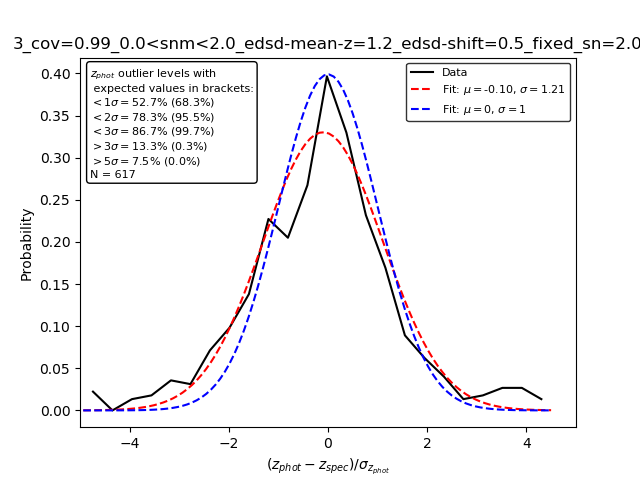 3_cov=0.99_0.0<snm<2.0_edsd-mean-z=1.2_edsd-shift=0.5_fixed_sn=2.0
z_phot outlier levels with
expected values in brackets:
< 1σ = 52.7% (68.3%)
< 2σ = 78.3% (95.5%)
< 3σ = 86.7% (99.7%)
> 3σ = 13.3% (0.3%)
> 5σ = 7.5% (0.0%)
N = 617
Data
Fit: μ = -0.10, σ = 1.21
Fit: μ = 0, σ = 1
0.40
0.35
0.30
0.25
0.20
0.15
0.10
0.05
0.00
Probability
−4 −2 0 2 4
(z_phot − z_spec)/σ_z_phot